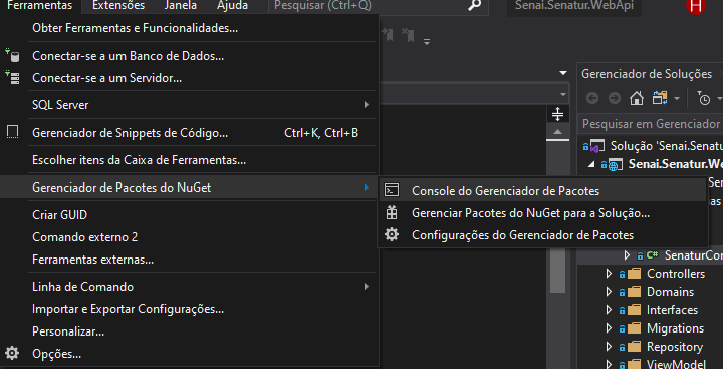 Ferramentas Extensões Janela Ajuda Pesquisar (Ctrl+Q) Senai.Senatur.WebApi H
Obter Ferramentas e Funcionalidades...
Conectar-se a um Banco de Dados...
Conectar-se a um Servidor...
SQL Server
Gerenciador de Snippets de Código... Ctrl+K, Ctrl+B
Escolher itens da Caixa de Ferramentas...
Gerenciador de Pacotes do NuGet
Criar GUID
Comando externo 2
Ferramentas externas...
Linha de Comando
Importar e Exportar Configurações...
Personalizar...
Opções...
Console do Gerenciador de Pacotes
Gerenciar Pacotes do NuGet para a Solução...
Configurações do Gerenciador de Pacotes
Gerenciador de Soluções
Pesquisar em Gerenciador
Solução 'Senai.Senatu
Senai.Senatur.WebA
C# SenaturCor
Controllers
Domains
Interfaces
Migrations
Repository
ViewModel